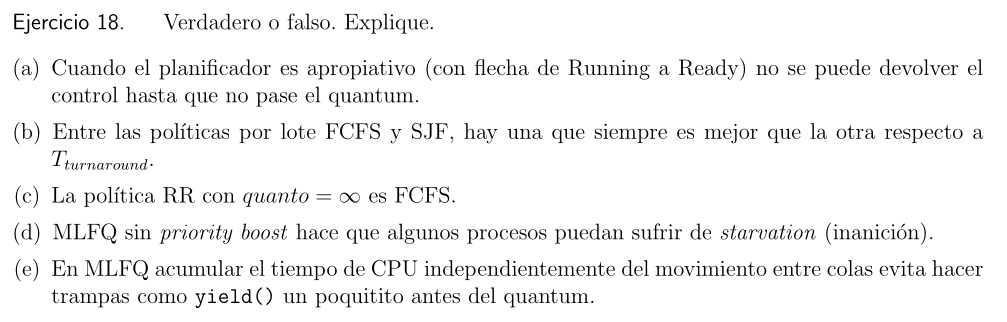 Ejercicio 18. Verdadero o falso. Explique.
(a) Cuando el planificador es apropiativo (con flecha de Running a Ready) no se puede devolver el
control hasta que no pase el quantum.
(b) Entre las políticas por lote FCFS y SJF, hay una que siempre es mejor que la otra respecto a
T_{turnaround}.
(c) La política RR con quanto = ∞ es FCFS.
(d) MLFQ sin priority boost hace que algunos procesos puedan sufrir de starvation (inanición).
(e) En MLFQ acumular el tiempo de CPU independientemente del movimiento entre colas evita hacer
trampas como yield() un poquitito antes del quantum.